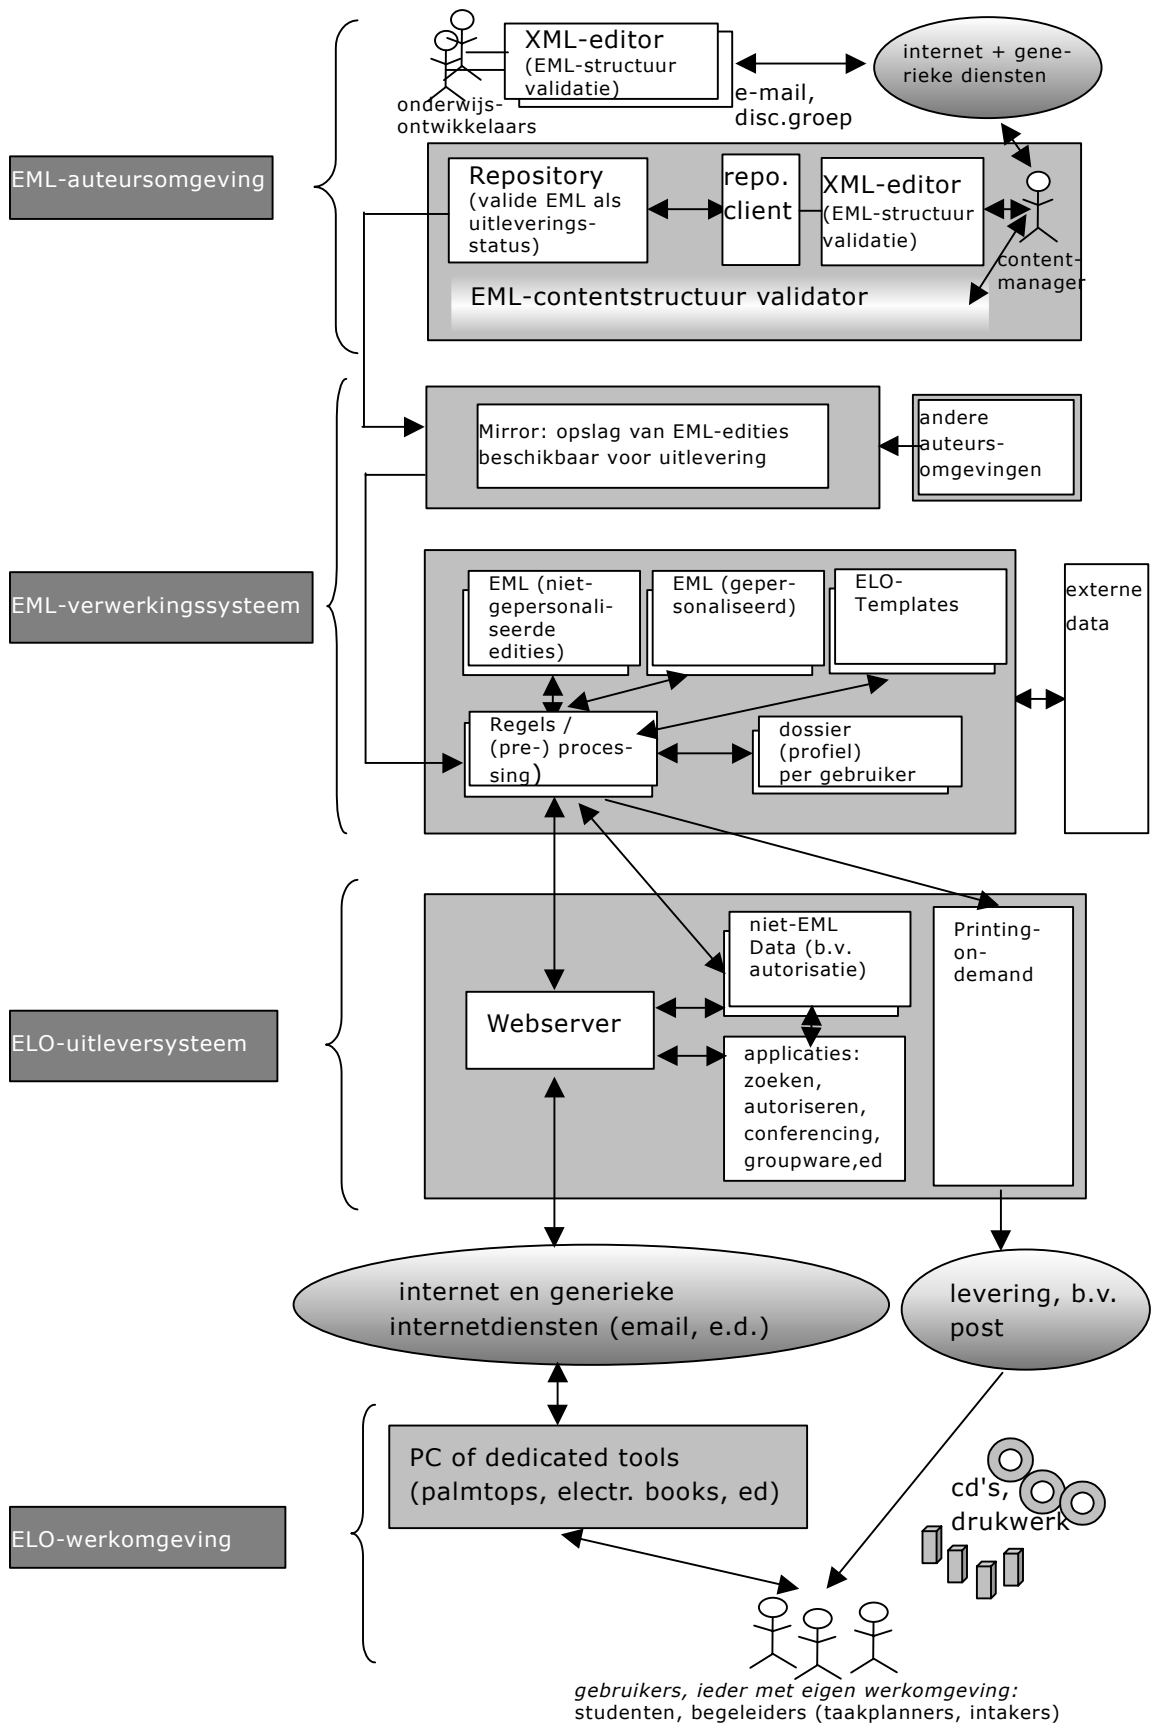 XML-editor
(EML-structuur
validatie)
internet + gene-
rieke diensten
e-mail,
disc.groep
onderwijs-
ontwikkelaars
EML-auteursomgeving
Repository
(valide EML als
uitleverings-
status)
repo.
client
XML-editor
(EML-structuur
validatie)
content-
manager
EML-contentstructuur validator
Mirror: opslag van EML-edities
beschikbaar voor uitlevering
andere
auteurs-
omgevingen
EML-verwerkingssysteem
EML (niet-
gepersonali-
seerde
edities)
EML (geper-
sonaliseerd)
ELO-
Templates
externe
data
Regels /
(pre-) proces-
sing)
dossier
(profiel)
per gebruiker
ELO-uitleversysteem
niet-EML
Data (b.v.
autorisatie)
Printing-
on-
demand
Webserver
applicaties:
zoeken,
autoriseren,
conferencing,
groupware,ed
internet en generieke
internetdiensten (email, e.d.)
levering, b.v.
post
ELO-werkomgeving
PC of dedicated tools
(palmtops, electr. books, ed)
cd's,
drukwerk
gebruikers, ieder met eigen werkomgeving:
studenten, begeleiders (taakplanners, intakers)